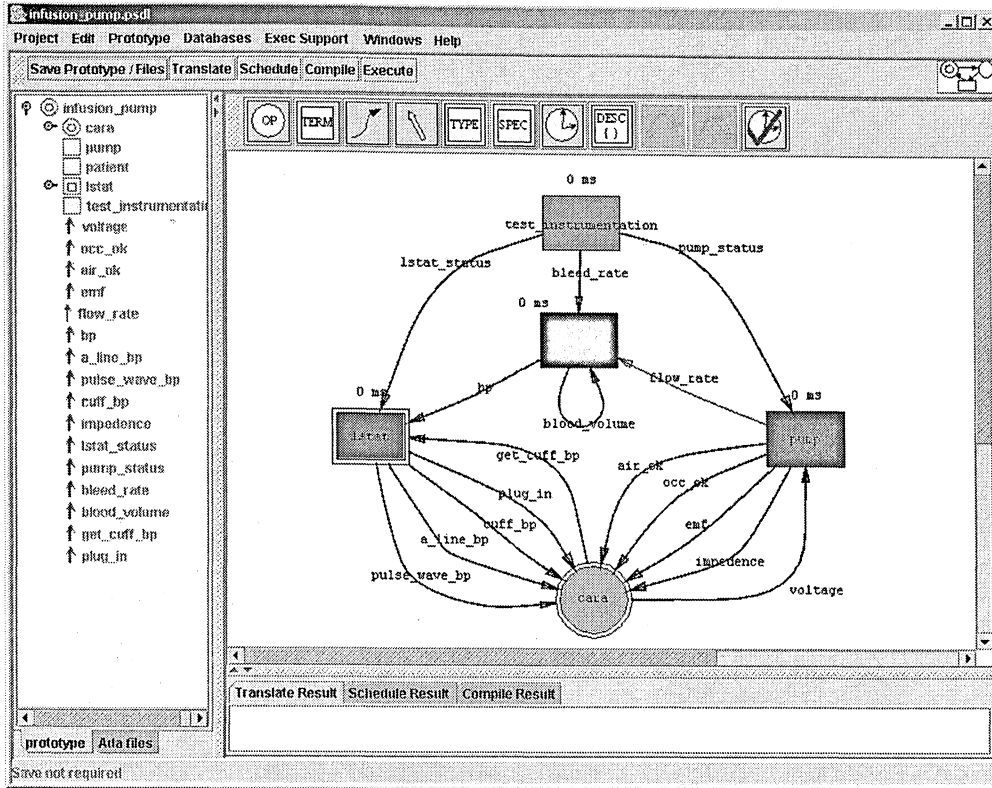 infusion_pump.psdl
Project Edit Prototype Databases Exec Support Windows Help
Save Prototype / Files Translate Schedule Compile Execute
infusion_pump
cara
pump
patient
lstat
test_instrumentati
voltage
occ_ok
air_ok
emf
flow_rate
bp
a_line_bp
pulse_wave_bp
cuff_bp
impedence
lstat_status
pump_status
bleed_rate
blood_volume
get_cuff_bp
plug_in
prototype Ada files
Save not required
OP TERM TYPE SPEC DESC { }
0 ms
test_instrumentation
pump_status
lstat_status
bleed_rate
0 ms
flow_rate
bp
0 ms
0 ms
blood_volume
lstat
pump
get_cuff_bp
air_ok
plug_in
occ_ok
cuff_bp
emf
a_line_bp
impedence
pulse_wave_bp
cara
voltage
Translate Result Schedule Result Compile Result